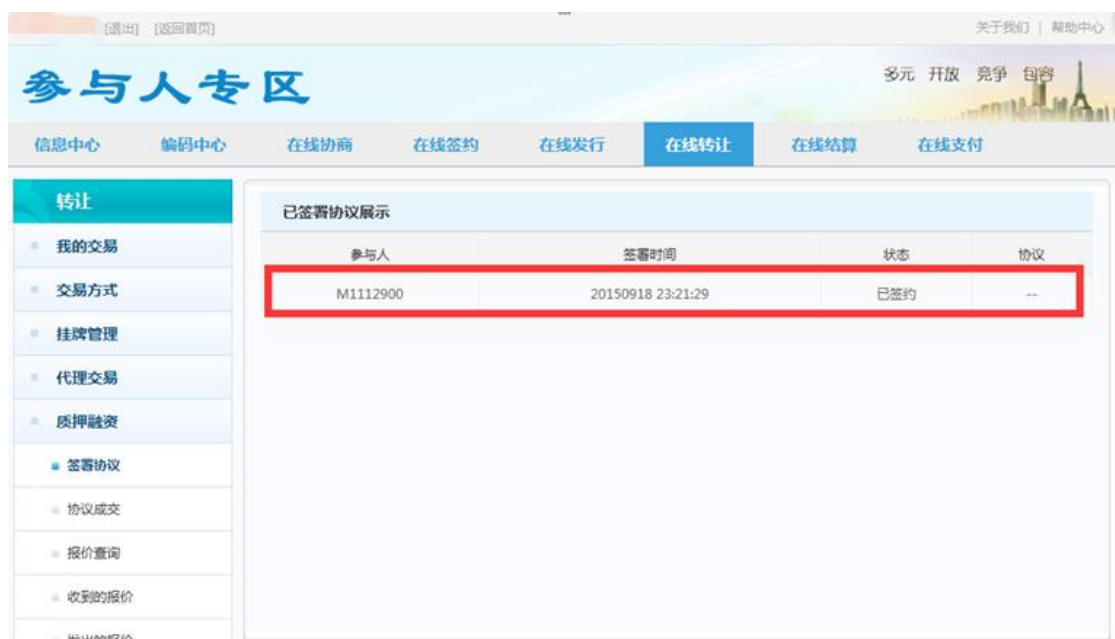 [退出] [返回首页] 关于我们 | 帮助中心
参与人专区
多元 开放 竞争 包容
信息中心 编码中心 在线协商 在线签约 在线发行 在线转让 在线结算 在线支付
转让
我的交易
交易方式
挂牌管理
代理交易
质押融资
签署协议
协议成交
报价查询
收到的报价
已签署协议展示
参与人 签署时间 状态 协议
M1112900 20150918 23:21:29 已签约 --